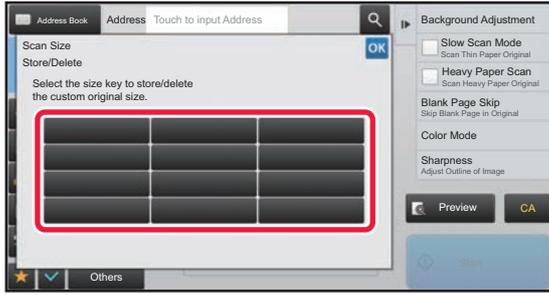 Address Book
Address
Touch to input Address
Scan Size
OK
Store/Delete
Select the size key to store/delete
the custom original size.
Others
Background Adjustment
Slow Scan Mode
Scan Thin Paper Original
Heavy Paper Scan
Scan Heavy Paper Original
Blank Page Skip
Skip Blank Page in Original
Color Mode
Sharpness
Adjust Outline of Image
Preview
CA
Start